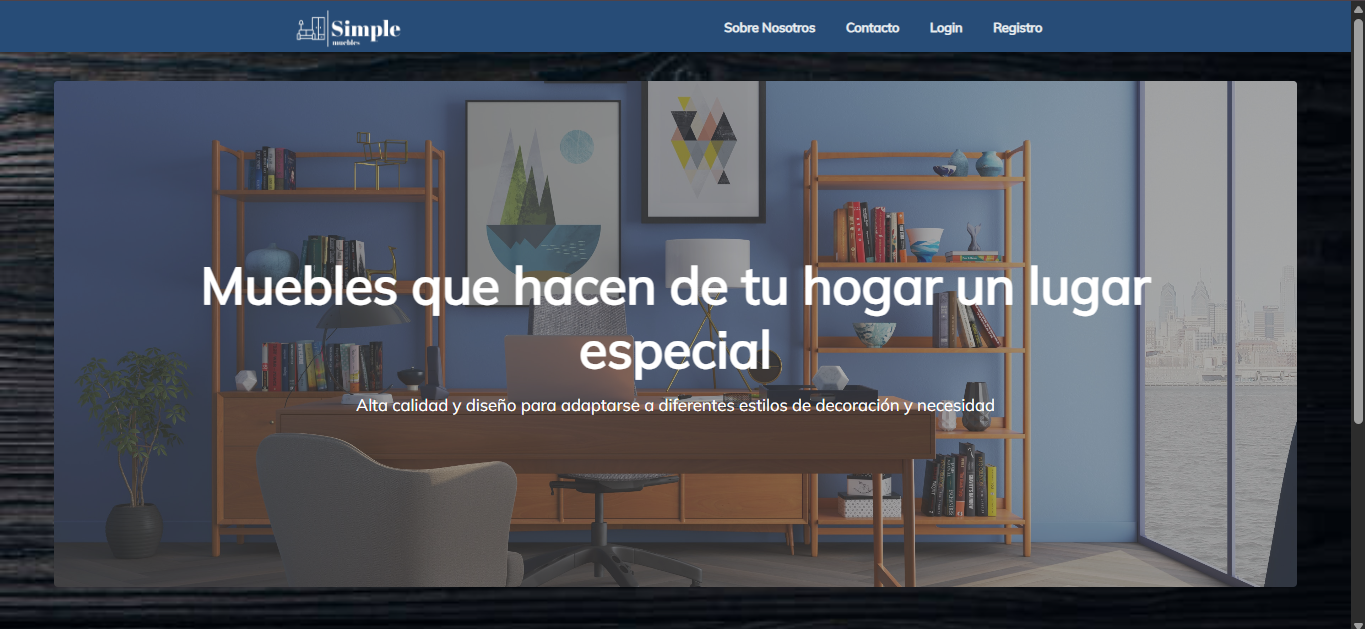 Simple
muebles
Sobre Nosotros
Contacto
Login
Registro
Muebles que hacen de tu hogar un lugar
especial
Alta calidad y diseño para adaptarse a diferentes estilos de decoración y necesidad